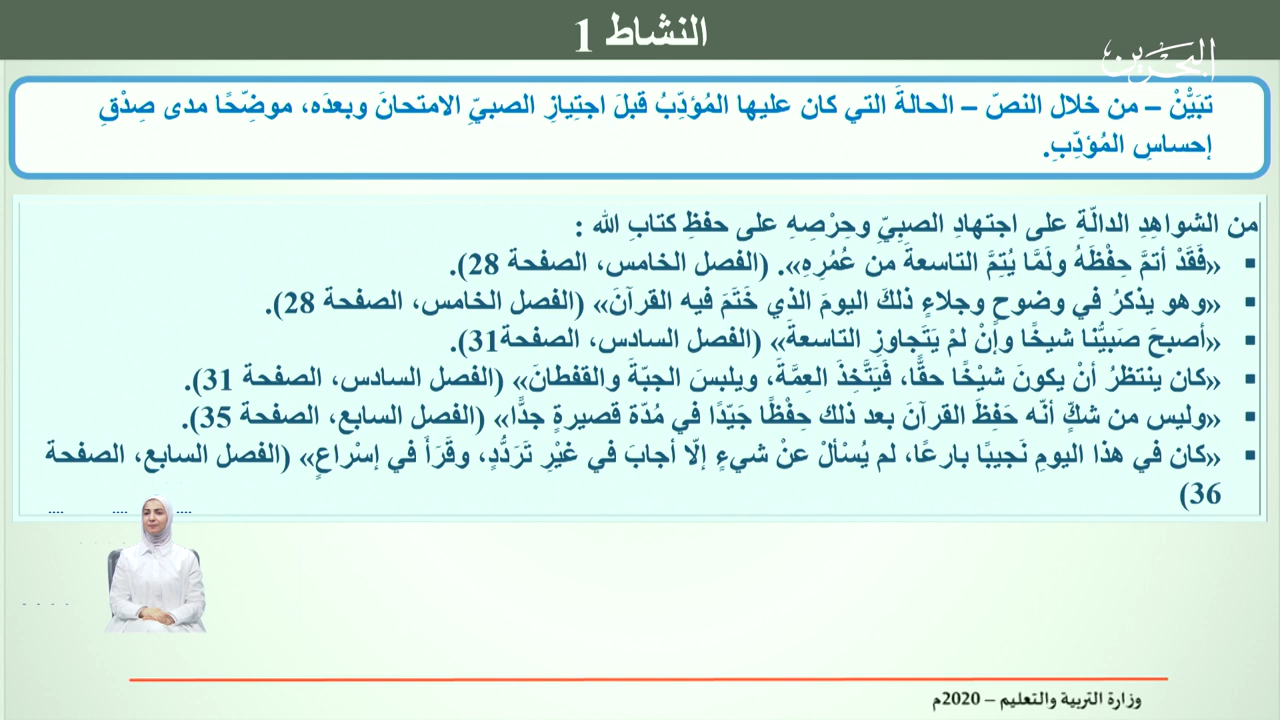 النشاط 1
البحرين
تبَيَّنْ – من خلال النصّ – الحالةَ التي كان عليها المُؤدِّبُ قبلَ اجتِيازِ الصبيِّ الامتحانَ وبعدَه، موضّحًا مدى صِدْقِ
إحساسِ المُؤدِّبِ.
من الشواهِدِ الدالّةِ على اجتهادِ الصبِيِّ وحِرْصِهِ على حفظِ كتابِ الله :
▪ «فَقَدْ أتمَّ حِفْظَهُ ولَمَّا يُتِمَّ التاسعةَ من عُمُرِهِ». (الفصل الخامس، الصفحة 28).
▪ «وهو يذكرُ في وضوحٍ وجلاءٍ ذلكَ اليومَ الذي خَتَمَ فيه القرآنَ» (الفصل الخامس، الصفحة 28).
▪ «أصبحَ صَبيُّنا شيخًا وإنْ لمْ يَتَجاوزِ التاسعةَ» (الفصل السادس، الصفحة31).
▪ «كان ينتظرُ أنْ يكونَ شيْخًا حقًّا، فَيَتَّخِذَ العِمَّةَ، ويلبسَ الجبّةَ والقفطانَ» (الفصل السادس، الصفحة 31).
▪ «وليس من شكٍّ أنّه حَفِظَ القرآنَ بعد ذلك حِفْظًا جَيّدًا في مُدّة قصيرةٍ جدًّا» (الفصل السابع، الصفحة 35).
▪ «كان في هذا اليومِ نَجيبًا بارعًا، لم يُسْألْ عنْ شيءٍ إلّا أجابَ في غيْرِ تَرَدُّدٍ، وقَرَأَ في إسْراعٍ» (الفصل السابع، الصفحة
36)
وزارة التربية والتعليم – 2020م